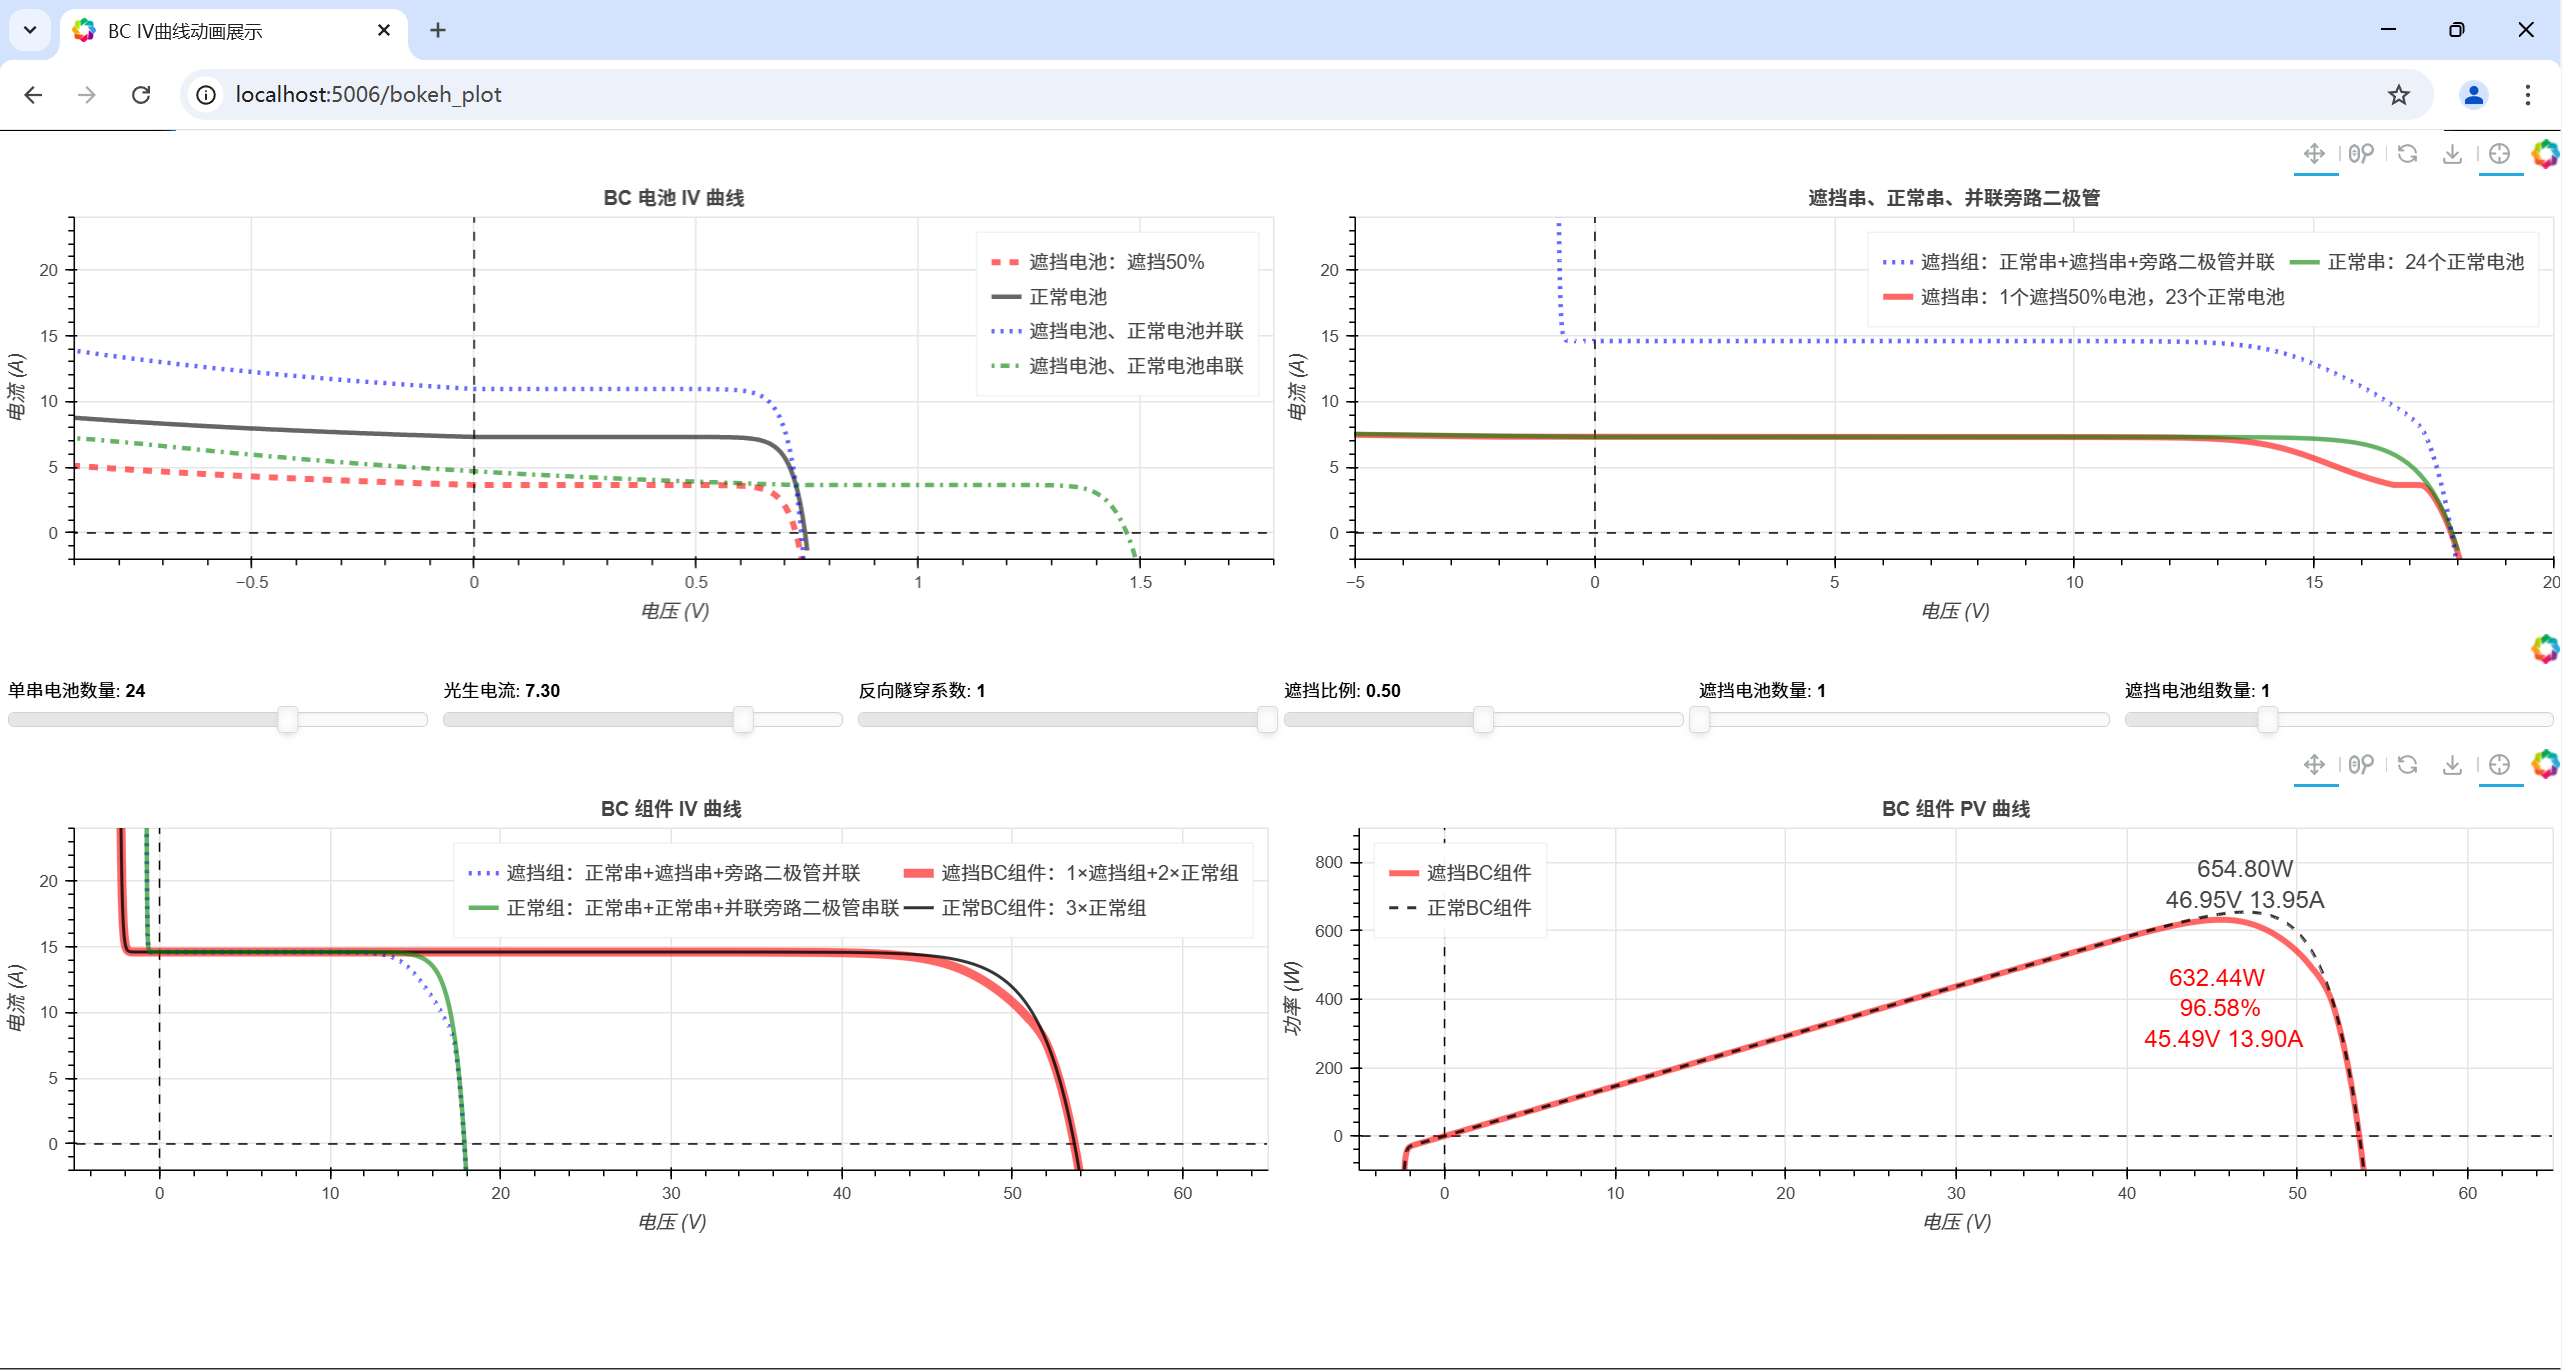 BC IV曲线动画展示
localhost:5006/bokeh_plot
BC 电池 IV 曲线
遮挡电池：遮挡50%
正常电池
遮挡电池、正常电池并联
遮挡电池、正常电池串联
20
15
10
5
0
电流 (A)
−0.5
0
0.5
1
1.5
电压 (V)
遮挡串、正常串、并联旁路二极管
遮挡组：正常串+遮挡串+旁路二极管并联
正常串：24个正常电池
遮挡串：1个遮挡50%电池，23个正常电池
20
15
10
5
0
电流 (A)
−5
0
5
10
15
20
电压 (V)
单串电池数量: 24
光生电流: 7.30
反向隧穿系数: 1
遮挡比例: 0.50
遮挡电池数量: 1
遮挡电池组数量: 1
BC 组件 IV 曲线
遮挡组：正常串+遮挡串+旁路二极管并联
遮挡BC组件：1×遮挡组+2×正常组
正常组：正常串+正常串+并联旁路二极管串联
正常BC组件：3×正常组
20
15
10
5
0
电流 (A)
0
10
20
30
40
50
60
电压 (V)
BC 组件 PV 曲线
遮挡BC组件
正常BC组件
654.80W
46.95V 13.95A
632.44W
96.58%
45.49V 13.90A
800
600
400
200
0
功率 (W)
0
10
20
30
40
50
60
电压 (V)